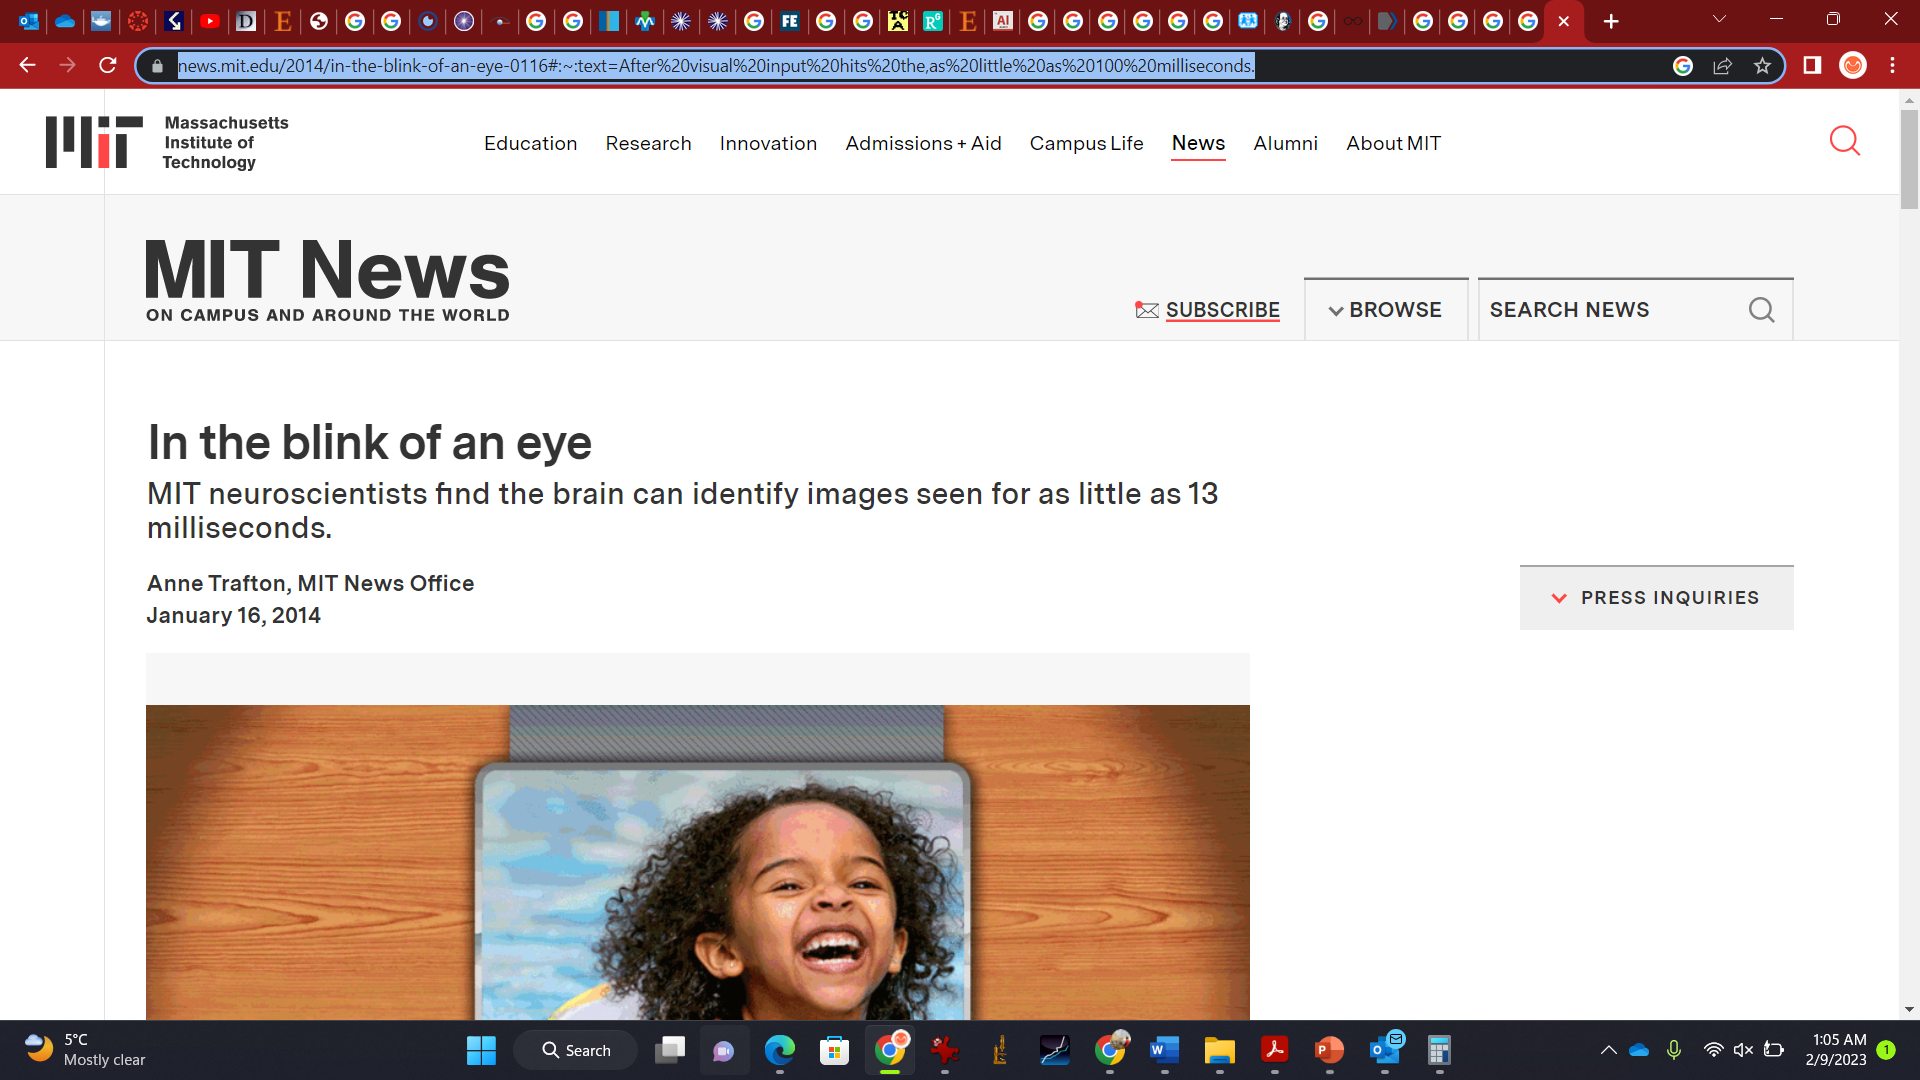 news.mit.edu/2014/in-the-blink-of-an-eye-0116#:~:text=After%20visual%20input%20hits%20the,as%20little%20as%20100%20milliseconds.
Massachusetts
Institute of
Technology
Education Research Innovation Admissions + Aid Campus Life News Alumni About MIT
MIT News
ON CAMPUS AND AROUND THE WORLD
SUBSCRIBE BROWSE SEARCH NEWS
In the blink of an eye
MIT neuroscientists find the brain can identify images seen for as little as 13
milliseconds.
Anne Trafton, MIT News Office
January 16, 2014
PRESS INQUIRIES
5°C
Mostly clear
Search
1:05 AM
2/9/2023
1